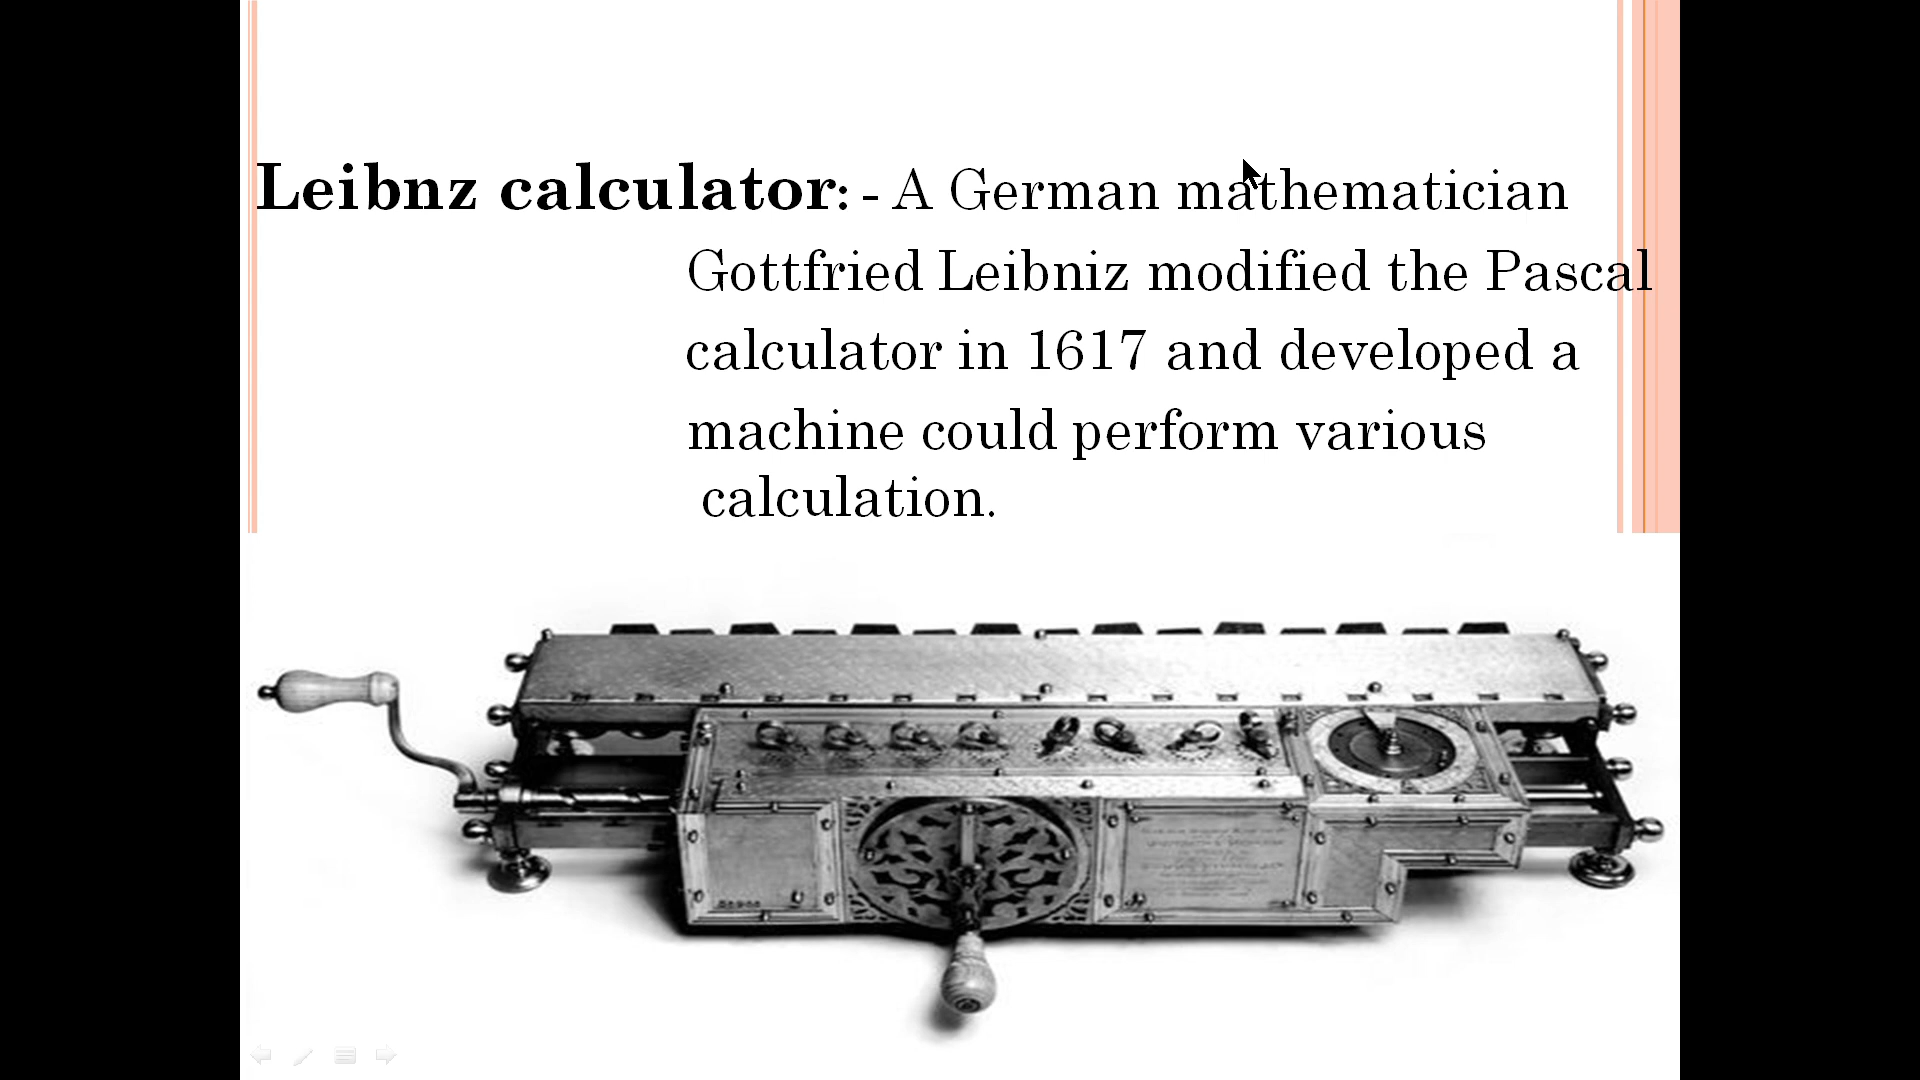 Leibnz calculator: - A German mathematician
Gottfried Leibniz modified the Pascal
calculator in 1617 and developed a
machine could perform various
calculation.